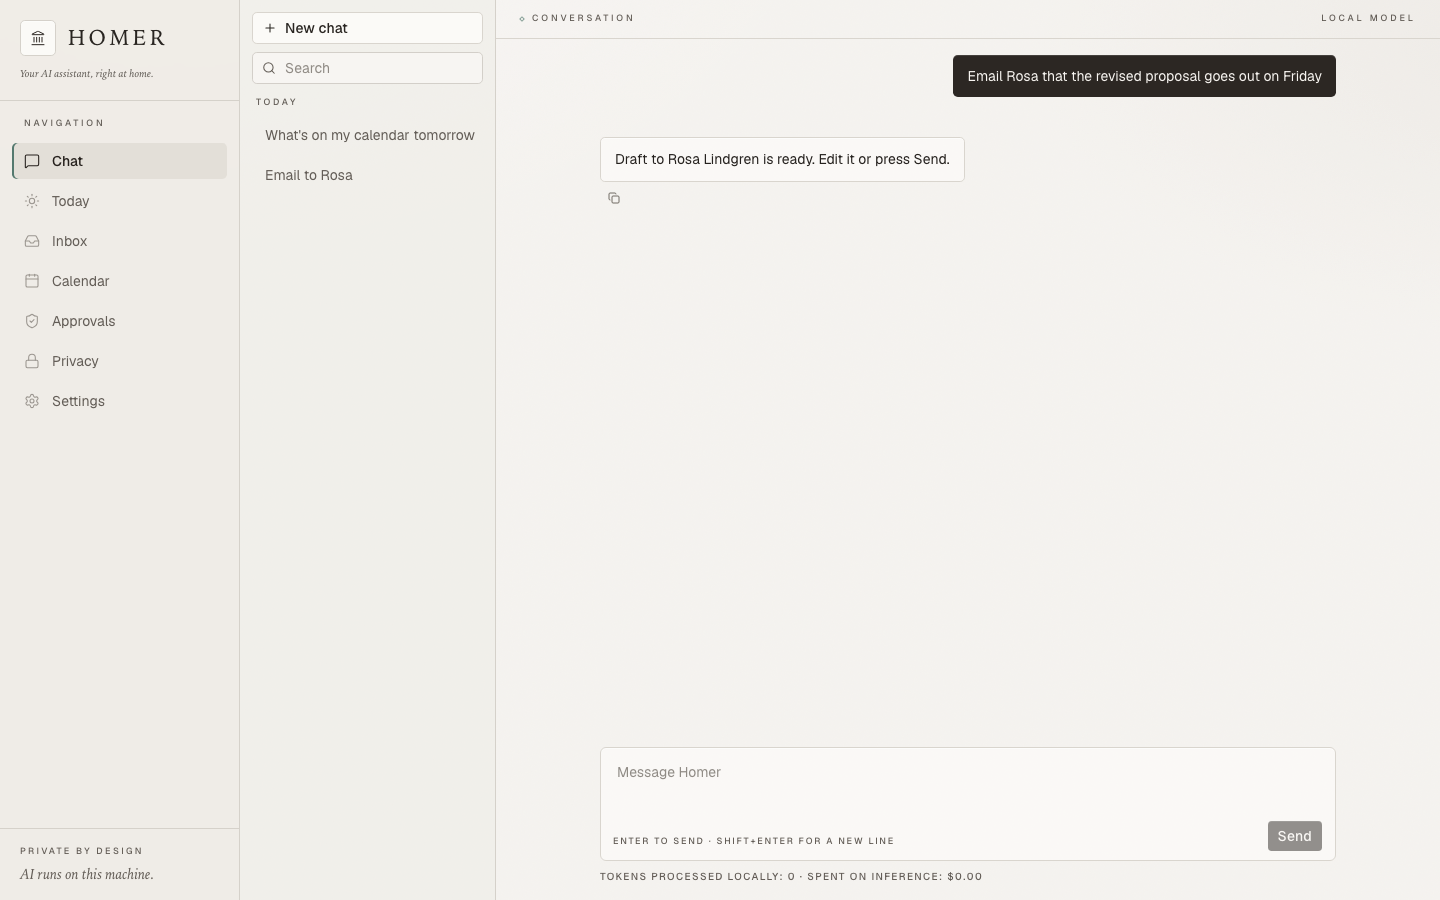 HOMER
Your AI assistant, right at home.
NAVIGATION
Chat
Today
Inbox
Calendar
Approvals
Privacy
Settings
PRIVATE BY DESIGN
AI runs on this machine.
New chat
Search
TODAY
What's on my calendar tomorrow
Email to Rosa
CONVERSATION
LOCAL MODEL
Email Rosa that the revised proposal goes out on Friday
Draft to Rosa Lindgren is ready. Edit it or press Send.
Message Homer
ENTER TO SEND · SHIFT+ENTER FOR A NEW LINE
Send
TOKENS PROCESSED LOCALLY: 0 · SPENT ON INFERENCE: $0.00